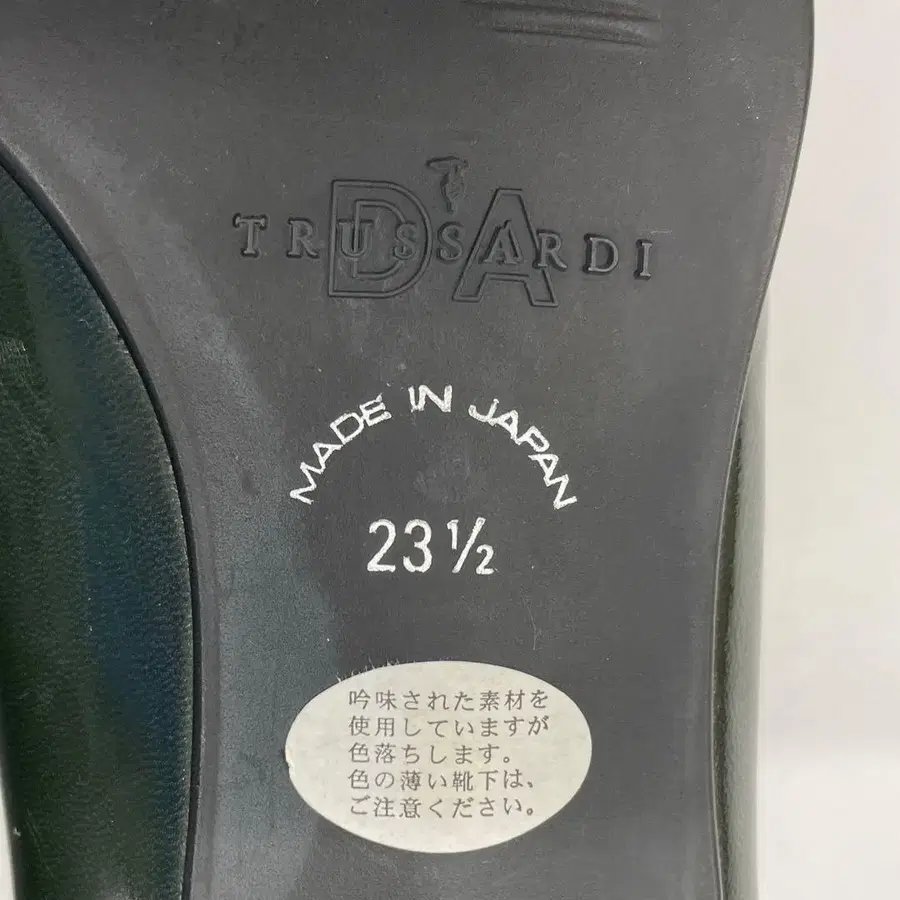 TRUSSARDI
DA
MADE IN JAPAN
23 ½
吟味された素材を
使用していますが
色落ちします。
色の薄い靴下は、
ご注意ください。